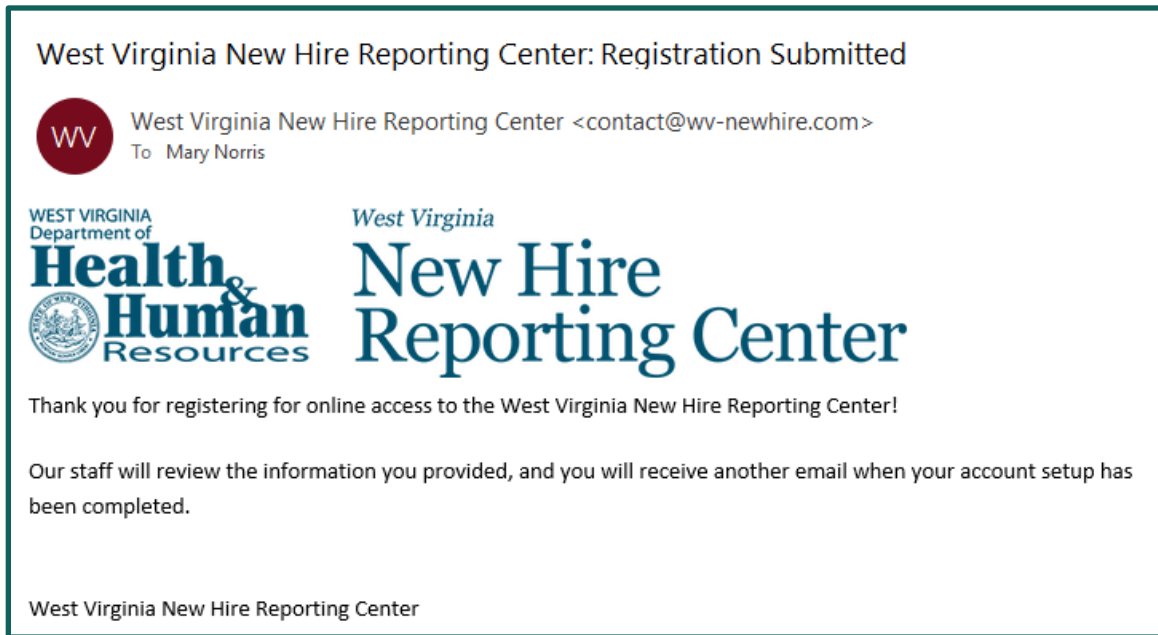 West Virginia New Hire Reporting Center: Registration Submitted
WV
West Virginia New Hire Reporting Center <contact@wv-newhire.com>
To Mary Norris
WEST VIRGINIA
Department of
Health
&
Human
Resources
West Virginia
New Hire
Reporting Center
Thank you for registering for online access to the West Virginia New Hire Reporting Center!
Our staff will review the information you provided, and you will receive another email when your account setup has
been completed.
West Virginia New Hire Reporting Center